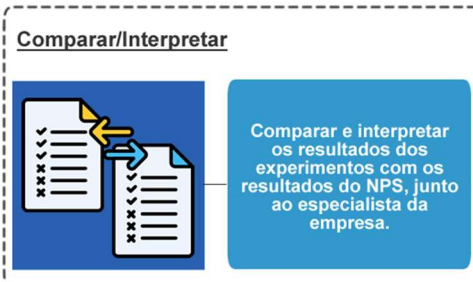 Comparar/Interpretar
Comparar e interpretar
os resultados dos
experimentos com os
resultados do NPS, junto
ao especialista da
empresa.